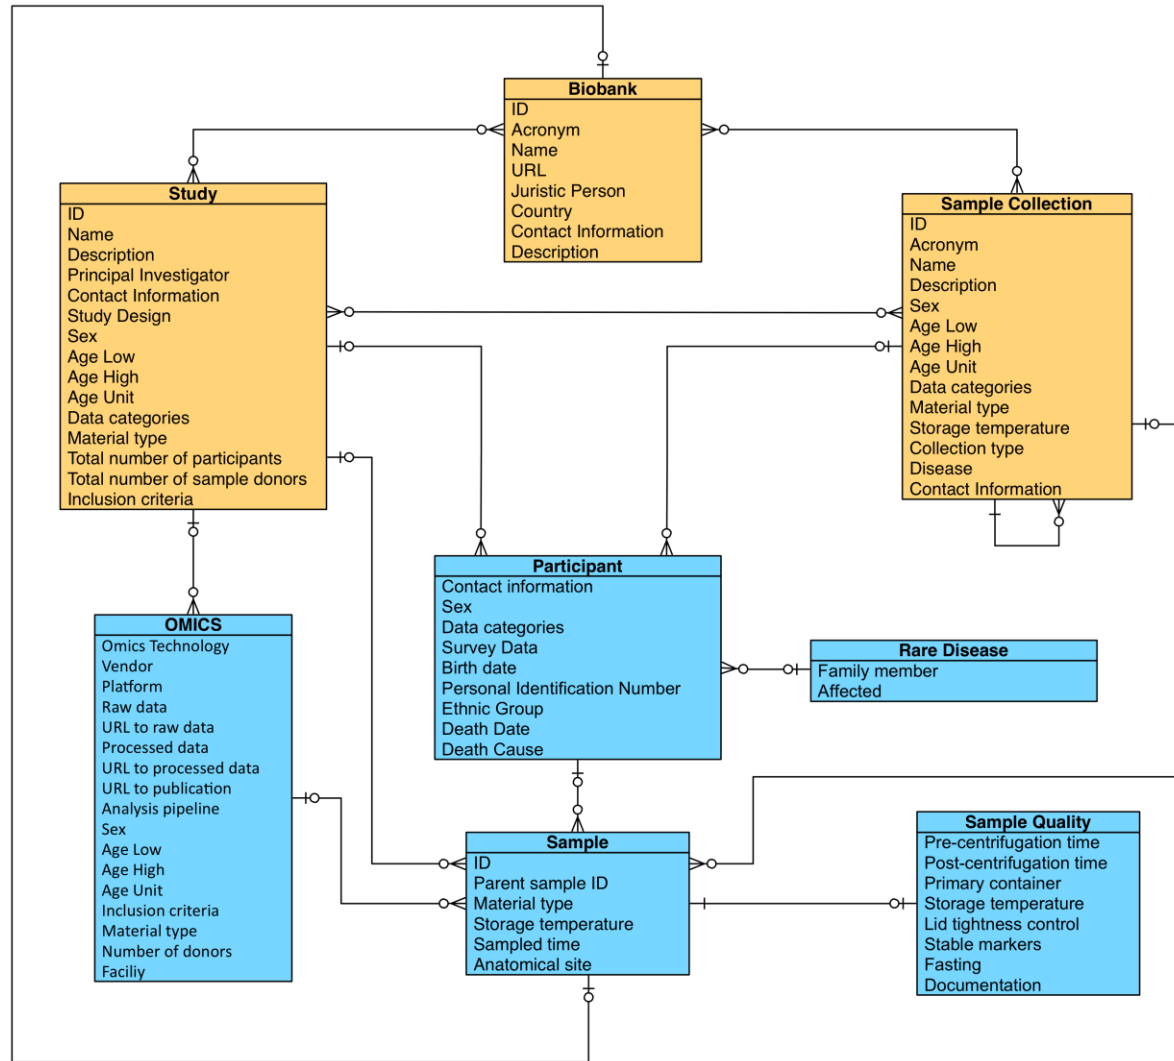 Biobank
ID
Acronym
Name
URL
Juristic Person
Country
Contact Information
Description
Study
ID
Name
Description
Principal Investigator
Contact Information
Study Design
Sex
Age Low
Age High
Age Unit
Data categories
Material type
Total number of participants
Total number of sample donors
Inclusion criteria
Sample Collection
ID
Acronym
Name
Description
Sex
Age Low
Age High
Age Unit
Data categories
Material type
Storage temperature
Collection type
Disease
Contact Information
Participant
Contact information
Sex
Data categories
Survey Data
Birth date
Personal Identification Number
Ethnic Group
Death Date
Death Cause
OMICS
Omics Technology
Vendor
Platform
Raw data
URL to raw data
Processed data
URL to processed data
URL to publication
Analysis pipeline
Sex
Age Low
Age High
Age Unit
Inclusion criteria
Material type
Number of donors
Faciliy
Rare Disease
Family member
Affected
Sample
ID
Parent sample ID
Material type
Storage temperature
Sampled time
Anatomical site
Sample Quality
Pre-centrifugation time
Post-centrifugation time
Primary container
Storage temperature
Lid tightness control
Stable markers
Fasting
Documentation